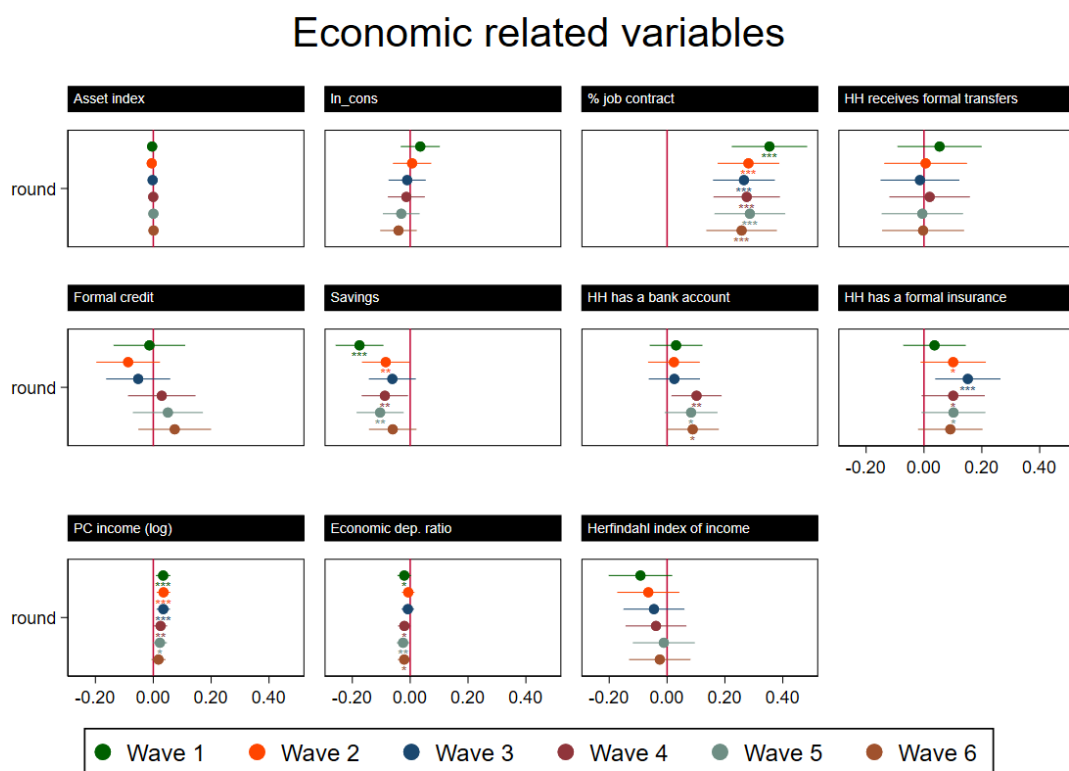 Economic related variables
Asset index
ln_cons
% job contract
HH receives formal transfers
round
***
***
***
***
***
***
Formal credit
Savings
HH has a bank account
HH has a formal insurance
round
***
**
**
**
**
*
*
*
***
*
*
-0.20 0.00 0.20 0.40
PC income (log)
Economic dep. ratio
Herfindahl index of income
round
***
***
***
**
*
*
*
**
*
-0.20 0.00 0.20 0.40
-0.20 0.00 0.20 0.40
-0.20 0.00 0.20 0.40
Wave 1 Wave 2 Wave 3 Wave 4 Wave 5 Wave 6